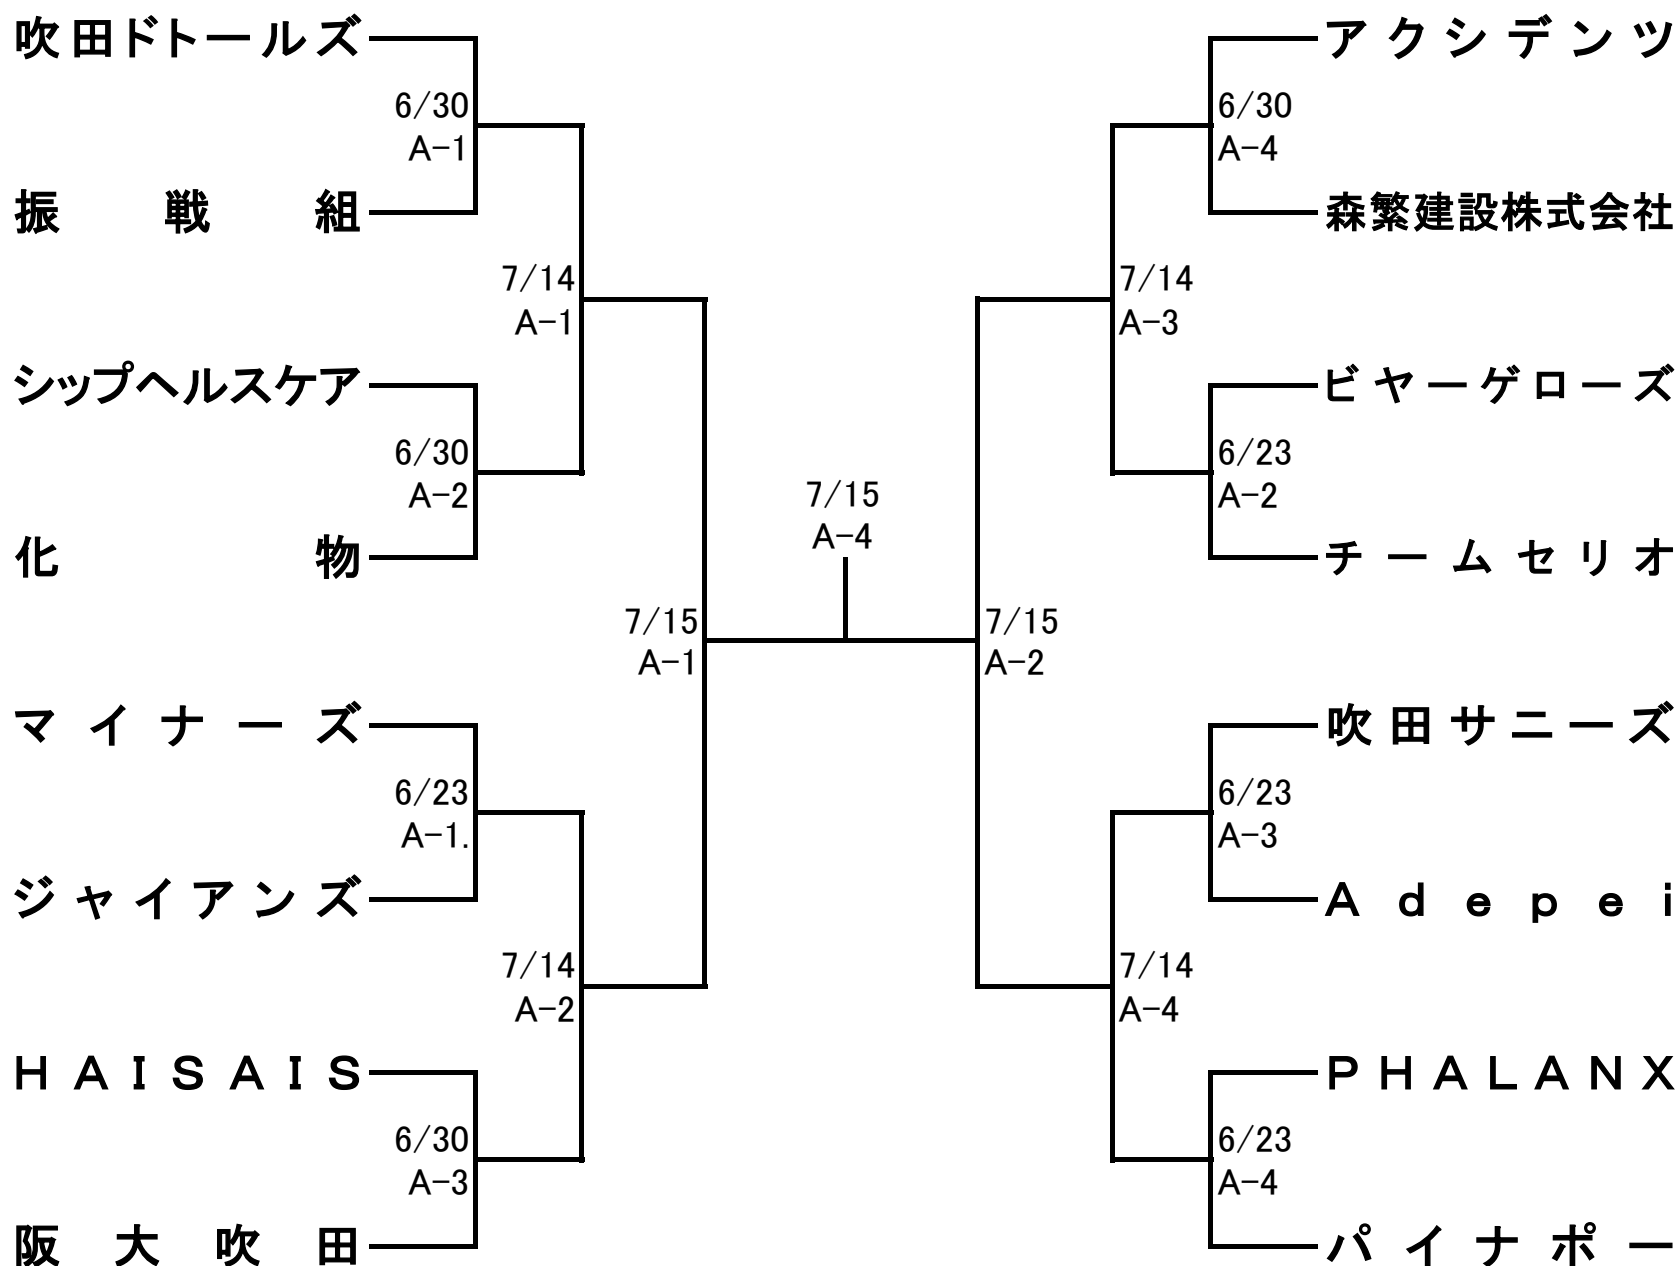 吹田ドトールズ
6/30
A-1
振戦組
7/14
A-1
シップヘルスケア
6/30
A-2
化物
7/15
A-1
マイナーズ
6/23
A-1.
ジャイアンズ
7/14
A-2
HAISAIS
6/30
A-3
阪大吹田
7/15
A-4
アクシデンツ
6/30
A-4
森繁建設株式会社
7/14
A-3
ビヤーゲローズ
6/23
A-2
チームセリオ
7/15
A-2
吹田サニーズ
6/23
A-3
Adepei
7/14
A-4
PHALANX
6/23
A-4
パイナポー